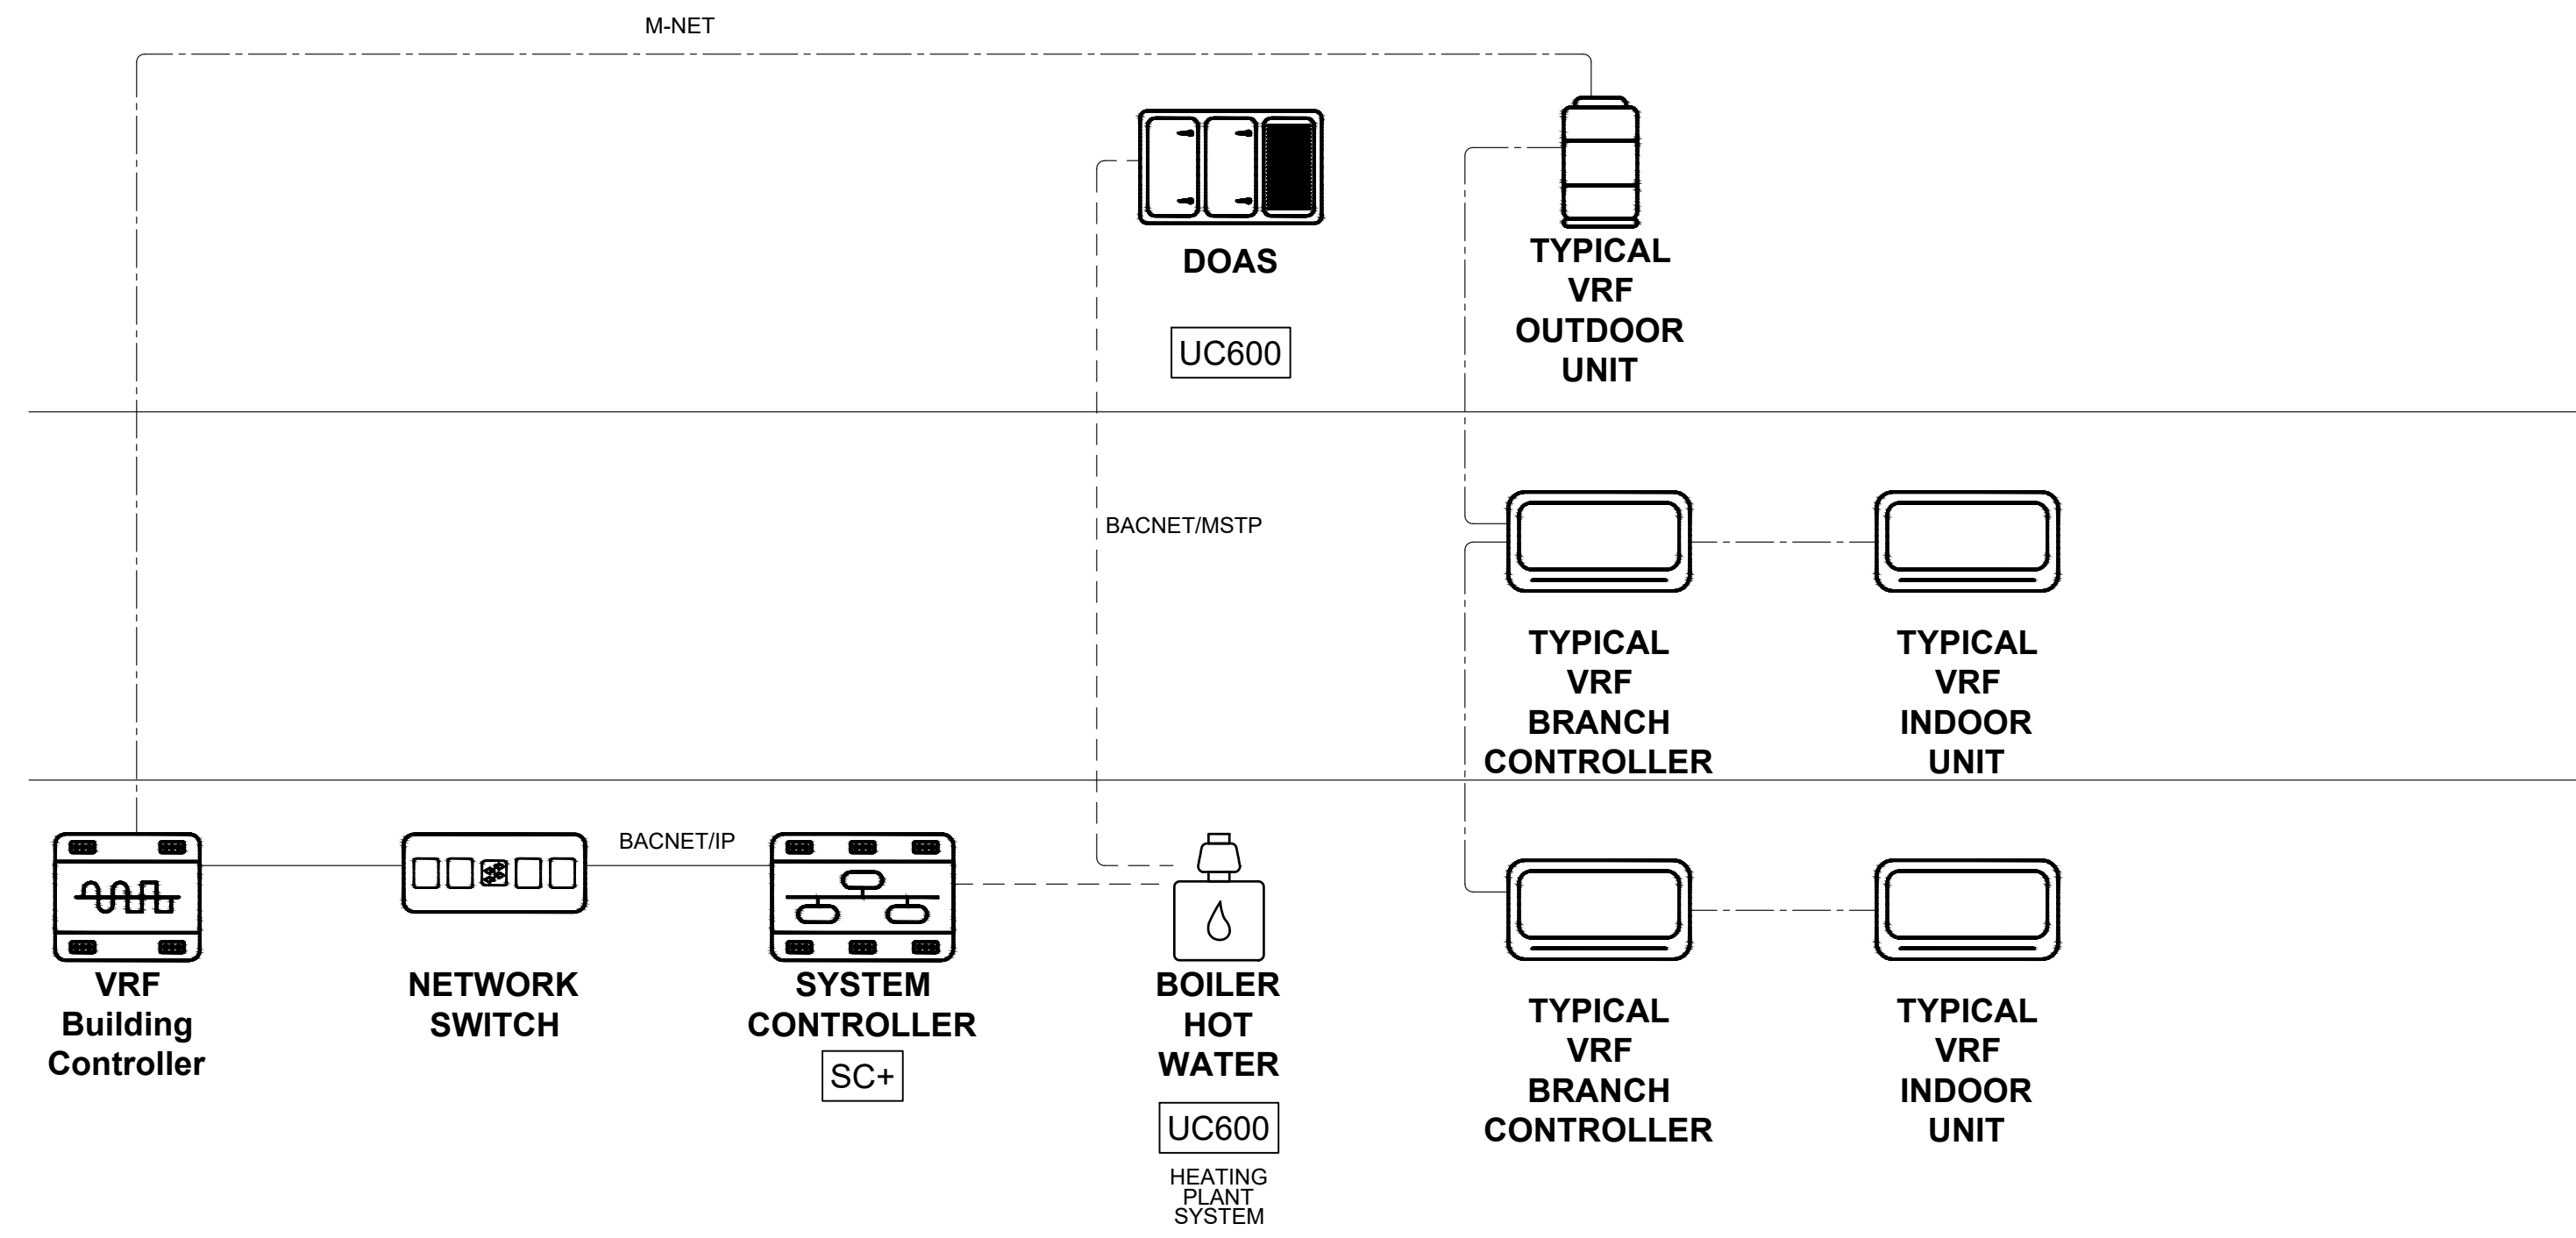 M-NET
DOAS
UC600
TYPICAL
VRF
OUTDOOR
UNIT
BACNET/MSTP
TYPICAL
VRF
BRANCH
CONTROLLER
TYPICAL
VRF
INDOOR
UNIT
BACNET/IP
VRF
Building
Controller
NETWORK
SWITCH
SYSTEM
CONTROLLER
SC+
BOILER
HOT
WATER
UC600
HEATING
PLANT
SYSTEM
TYPICAL
VRF
BRANCH
CONTROLLER
TYPICAL
VRF
INDOOR
UNIT